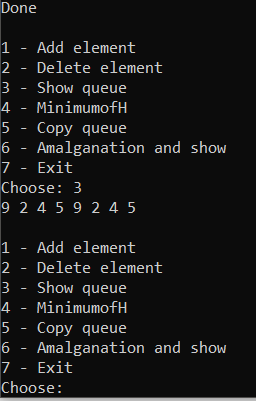 Done
1 - Add element
2 - Delete element
3 - Show queue
4 - MinimumofH
5 - Copy queue
6 - Amalganation and show
7 - Exit
Choose: 3
9 2 4 5 9 2 4 5
1 - Add element
2 - Delete element
3 - Show queue
4 - MinimumofH
5 - Copy queue
6 - Amalganation and show
7 - Exit
Choose: